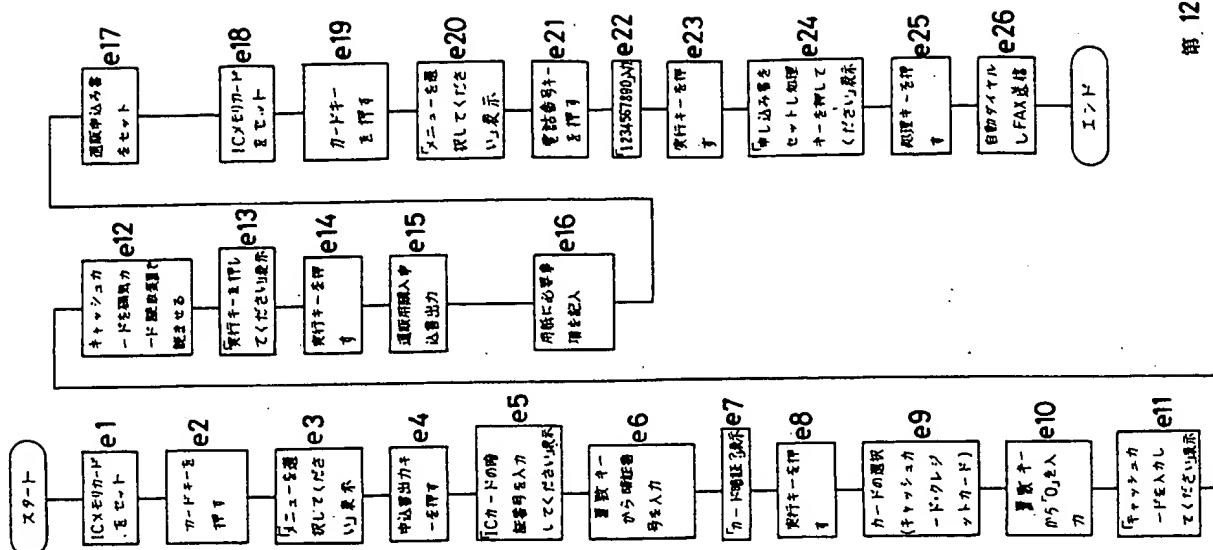 スタート
ICメモリカード
をセット
e1
カードキーを
押す
e2
「メニューを選
択してくださ
い」表示
e3
申込書出力キ
ーを押す
e4
「ICカードの暗
証番号を入力
してください」表示
e5
置数キー
から暗証番
号を入力
e6
「カード暗証?」表示
e7
実行キーを押
す
e8
カードの選択
(キャッシュカ
ード・クレジ
ットカード)
e9
置数キー
から「0」を入
力
e10
「キャッシュカ
ードを入力し
てください」表示
e11
キャッシュカ
ードを磁気カ
ード読取装置で
読ませる
e12
「実行キーを押し
てください」表示
e13
実行キーを押
す
e14
通販用購入申
込書出力
e15
用紙に必要事
項を記入
e16
通販申込み書
をセット
e17
ICメモリカード
をセット
e18
カードキー
を押す
e19
「メニューを選
択してくださ
い」表示
e20
電話番号キー
を押す
e21
「1234567890」入力
e22
実行キーを押
す
e23
「申し込み書を
セットし処理
キーを押して
ください」表示
e24
処理キーを押
す
e25
自動ダイヤル
しFAX送信
e26
エンド
第 12